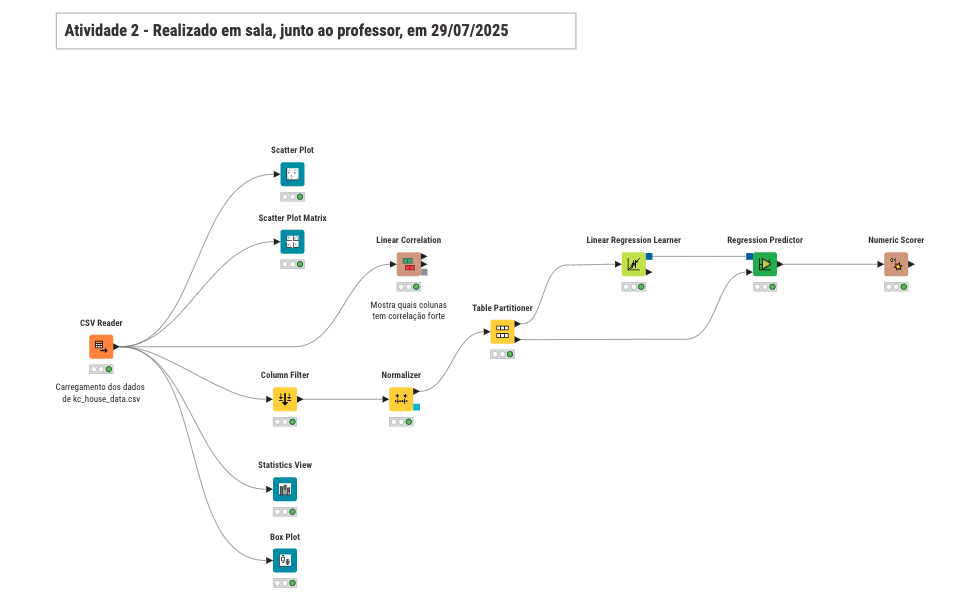 Atividade 2 - Realizado em sala, junto ao professor, em 29/07/2025
Scatter Plot
Scatter Plot Matrix
Linear Correlation
Mostra quais colunas
tem correlação forte
Linear Regression Learner
Regression Predictor
Numeric Scorer
Table Partitioner
CSV Reader
Carregamento dos dados
de kc_house_data.csv
Column Filter
Normalizer
Statistics View
Box Plot